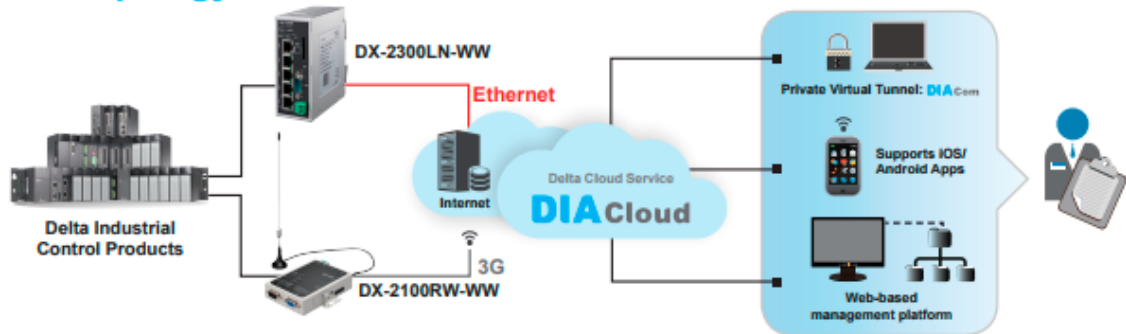 DX-2300LN-WW
Ethernet
Delta Industrial
Control Products
Internet
Delta Cloud Service
DIACloud
3G
DX-2100RW-WW
Private Virtual Tunnel: DIACom
Supports iOS/
Android Apps
Web-based
management platform